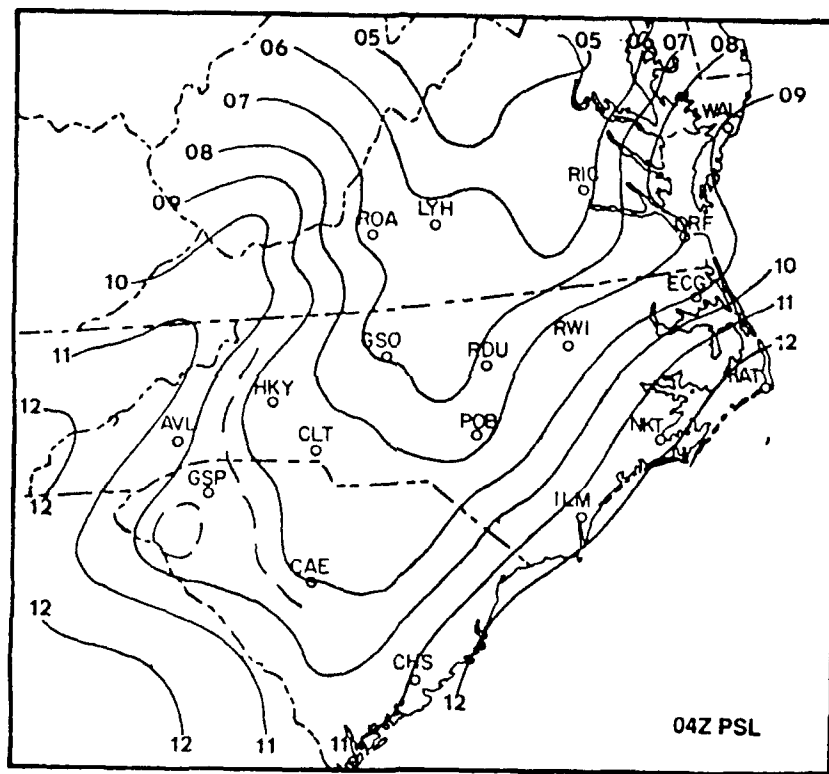 06 05 05 06 07 08
07 09
08 WAL
09 RIC
ROA LYH ORF
10 ECG 10
11 11
GSO RDU RWI 12
12 HKY HAT
AVL CLT POB NKT
GSP
12 ILM
CAE
12
CHS
12
12 11 11 04Z PSL